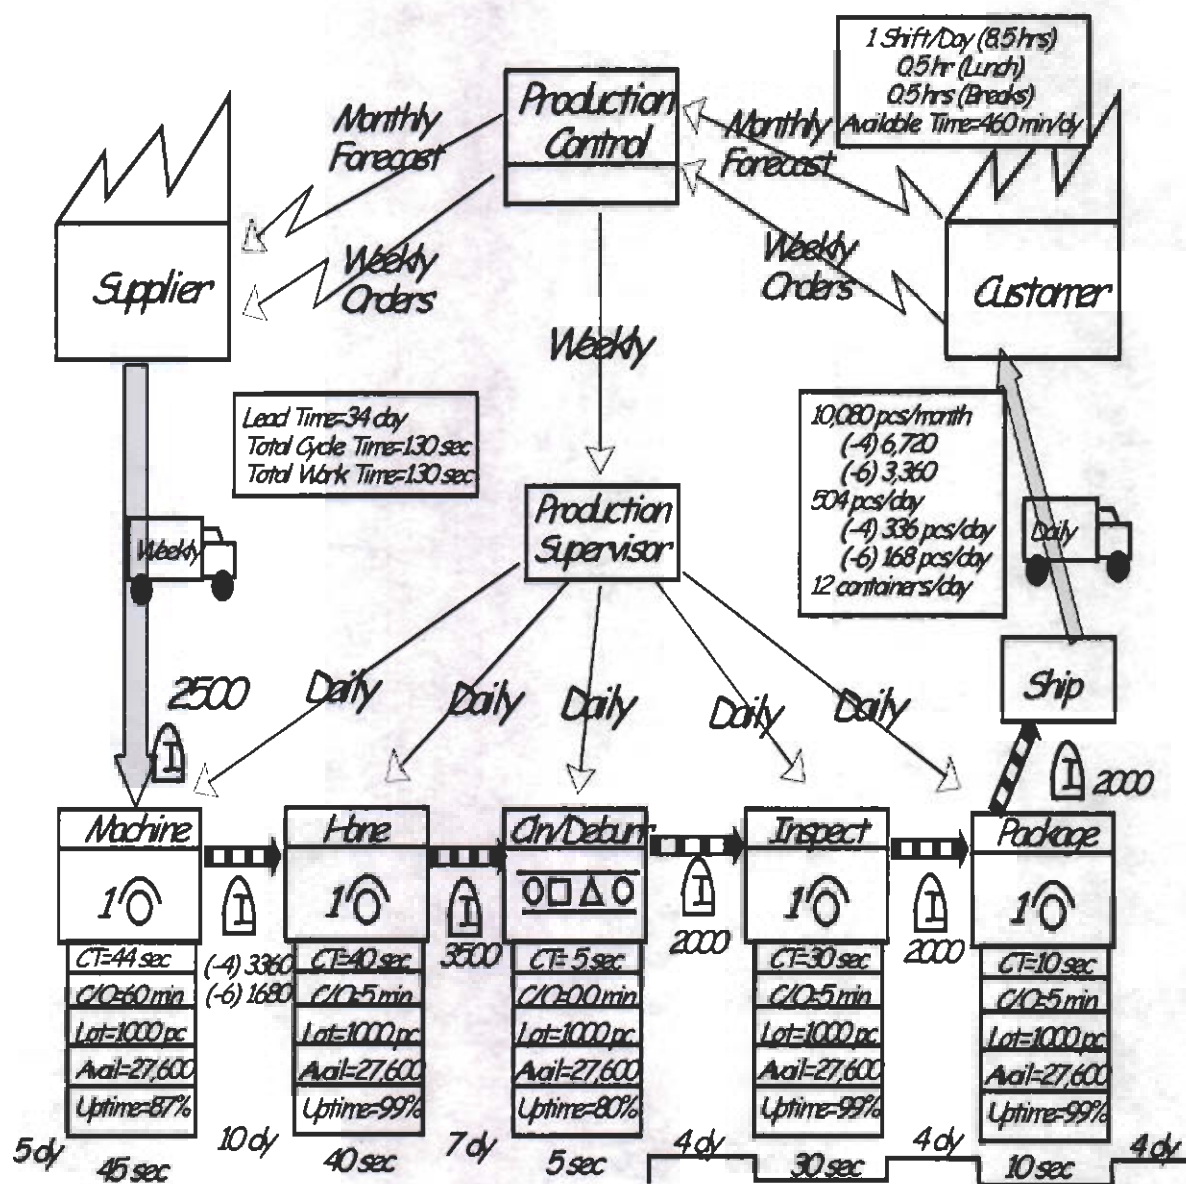 1 Shift/Day (8.5 hrs)
0.5 hr (Lunch)
0.5 hrs (Breaks)
Available Time=460 min/dy
Production
Control
Monthly
Forecast
Monthly
Forecast
Weekly
Orders
Weekly
Orders
Supplier
Customer
Weekly
Lead Time=34 day
Total Cycle Time=130 sec
Total Work Time=130 sec
10,080 pcs/month
(-4) 6,720
(-6) 3,360
504 pcs/day
(-4) 336 pcs/day
(-6) 168 pcs/day
12 containers/day
Production
Supervisor
Weekly
Daily
Ship
Daily
Daily
Daily
Daily
Daily
2500
I
I
2000
Machine
Hone
Cln/Deburr
Inspect
Package
1
1
1
1
I
I
I
I
(-4) 3360
(-6) 1680
3500
2000
2000
CT=44 sec
C/O=60 min
Lot=1000 pc
Avail=27,600
Uptime=87%
CT=40 sec
C/O=5 min
Lot=1000 pc
Avail=27,600
Uptime=99%
CT= 5 sec
C/O=0.0 min
Lot=1000 pc
Avail=27,600
Uptime=80%
CT=30 sec
C/O=5 min
Lot=1000 pc
Avail=27,600
Uptime=99%
CT=10 sec
C/O=5 min
Lot=1000 pc
Avail=27,600
Uptime=99%
5 dy
45 sec
10 dy
40 sec
7 dy
5 sec
4 dy
30 sec
4 dy
10 sec
4 dy